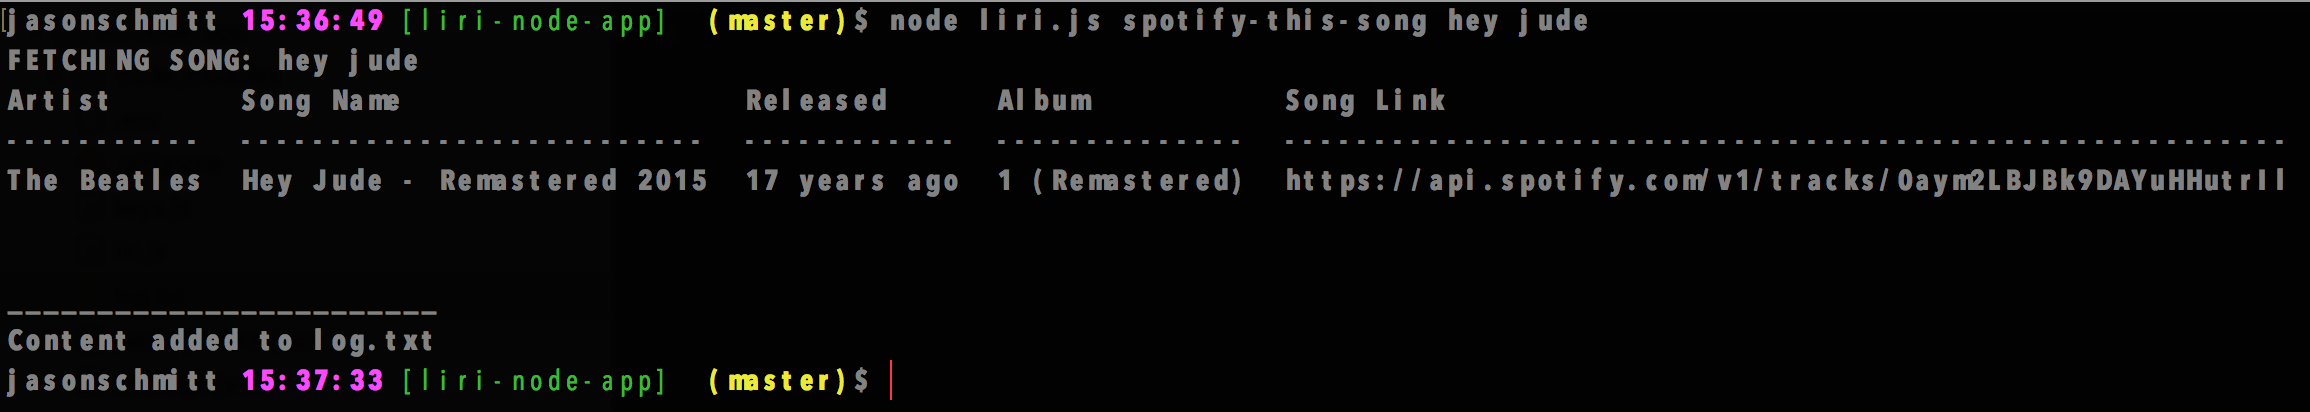 [jasonschmitt 15:36:49 [liri-node-app]  (master)$ node liri.js spotify-this-song hey jude
FETCHING SONG:  hey jude
Artist       Song Name                   Released      Album           Song Link
-----------  --------------------------  ------------  --------------  --------------------------------------------------------
The Beatles  Hey Jude - Remastered 2015  17 years ago  1 (Remastered)  https://api.spotify.com/v1/tracks/0aym2LBJBk9DAYuHHutrIl
________________________
Content added to log.txt
jasonschmitt 15:37:33 [liri-node-app]  (master)$